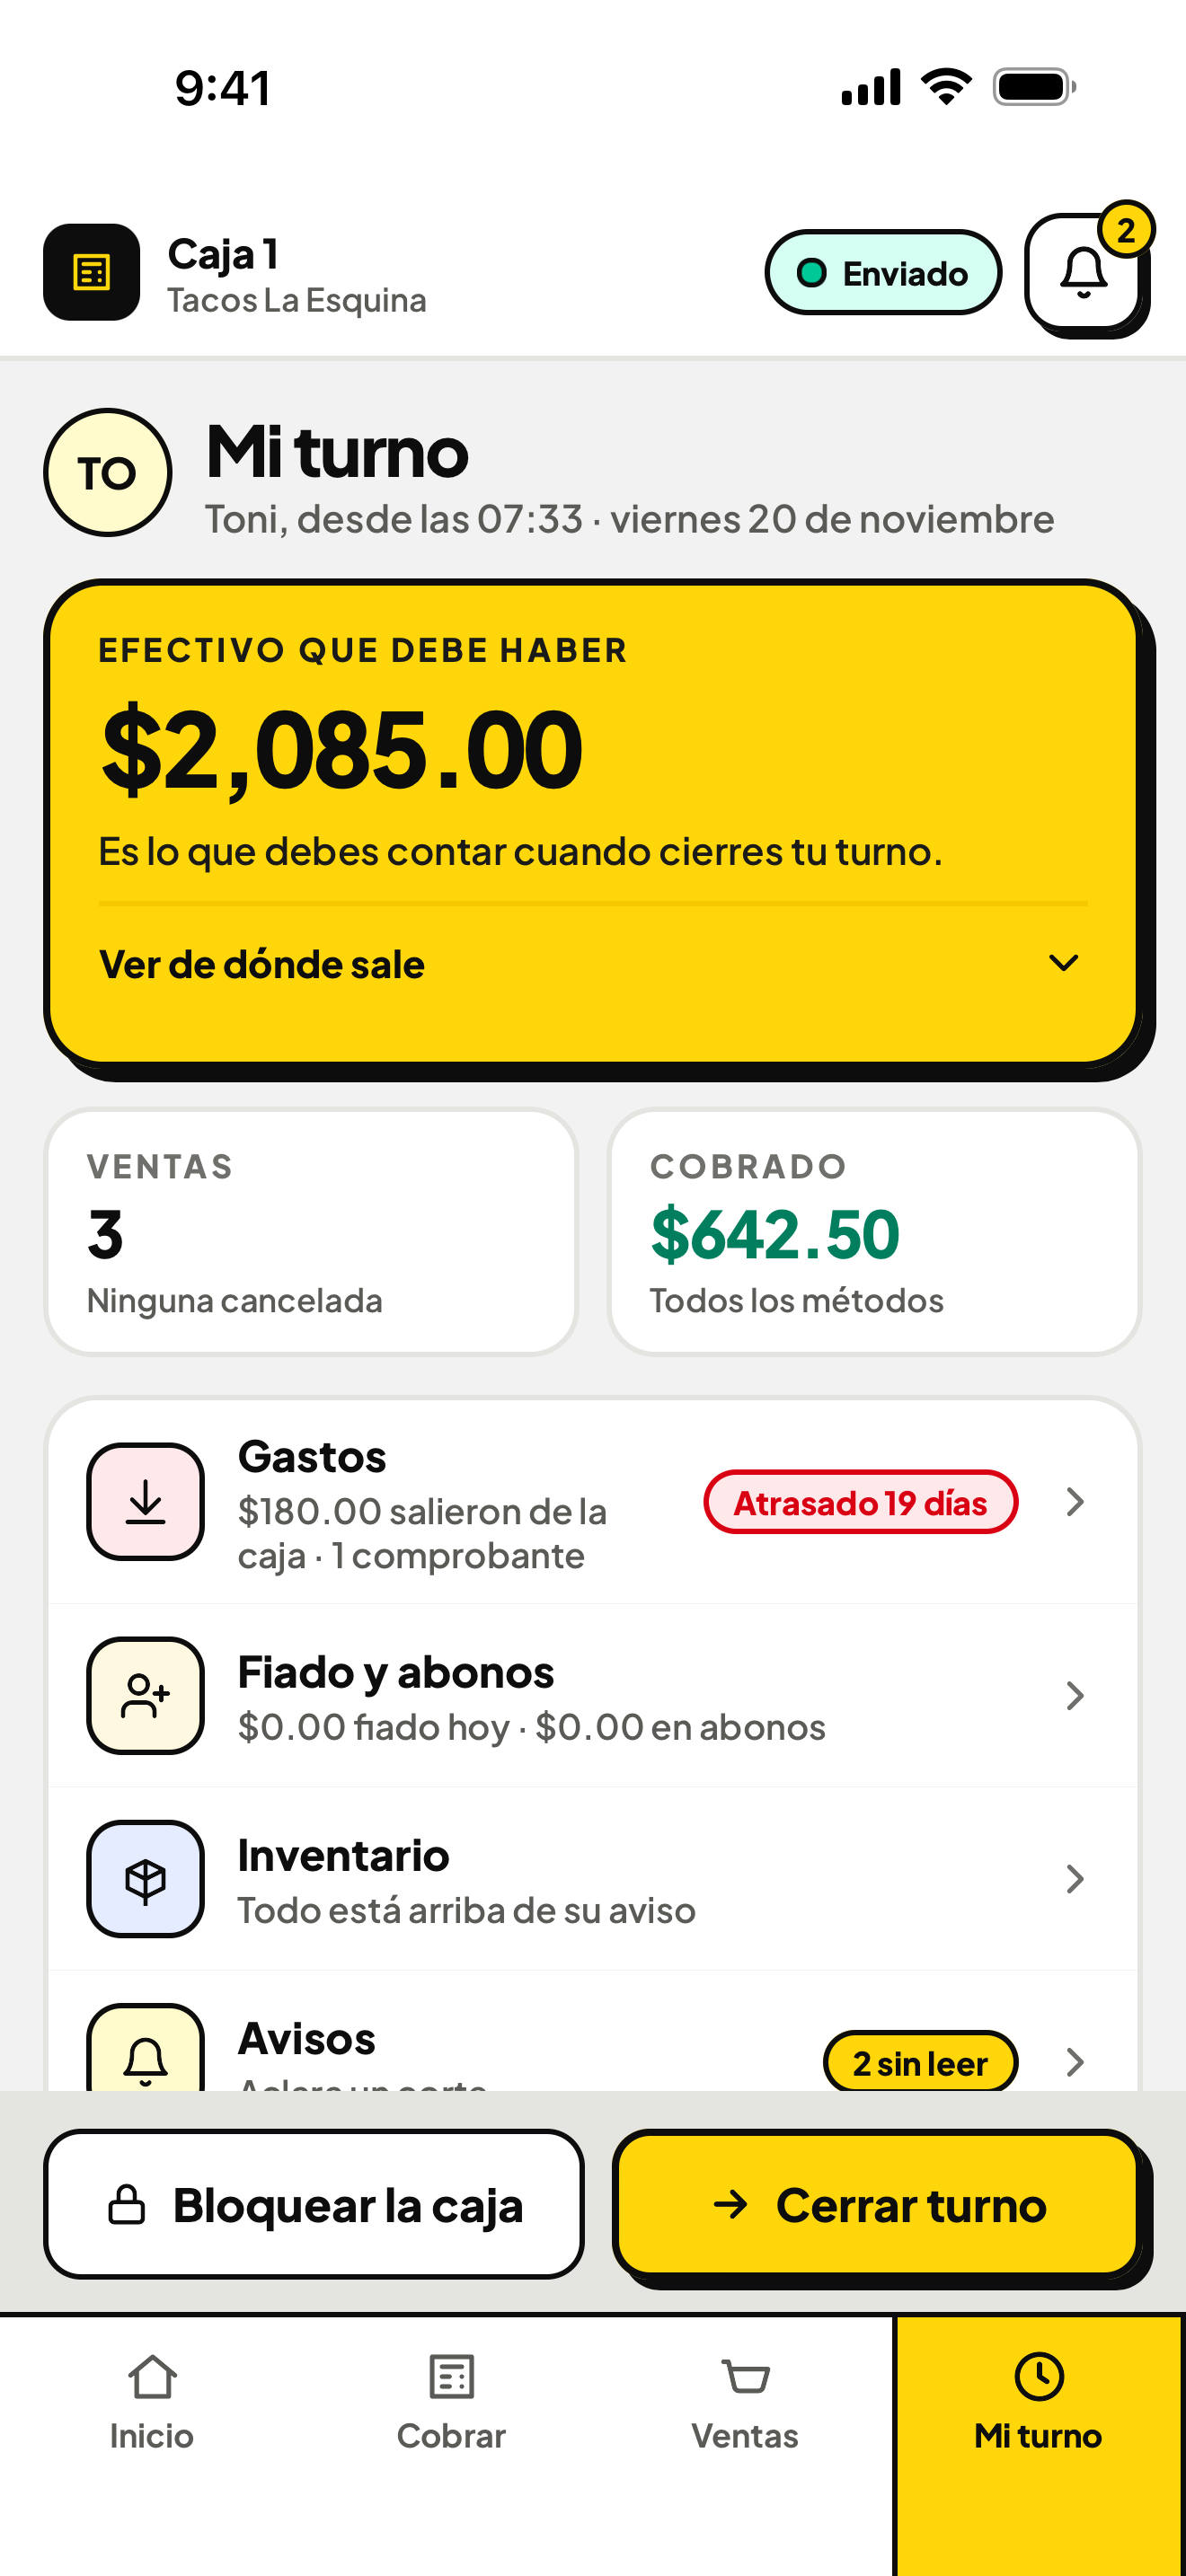 9:41
Caja 1
Tacos La Esquina
Enviado
2
TO
Mi turno
Toni, desde las 07:33 · viernes 20 de noviembre
EFECTIVO QUE DEBE HABER
$2,085.00
Es lo que debes contar cuando cierres tu turno.
Ver de dónde sale
VENTAS
3
Ninguna cancelada
COBRADO
$642.50
Todos los métodos
Gastos
$180.00 salieron de la
caja · 1 comprobante
Atrasado 19 días
Fiado y abonos
$0.00 fiado hoy · $0.00 en abonos
Inventario
Todo está arriba de su aviso
Avisos
2 sin leer
Bloquear la caja
Cerrar turno
Inicio
Cobrar
Ventas
Mi turno